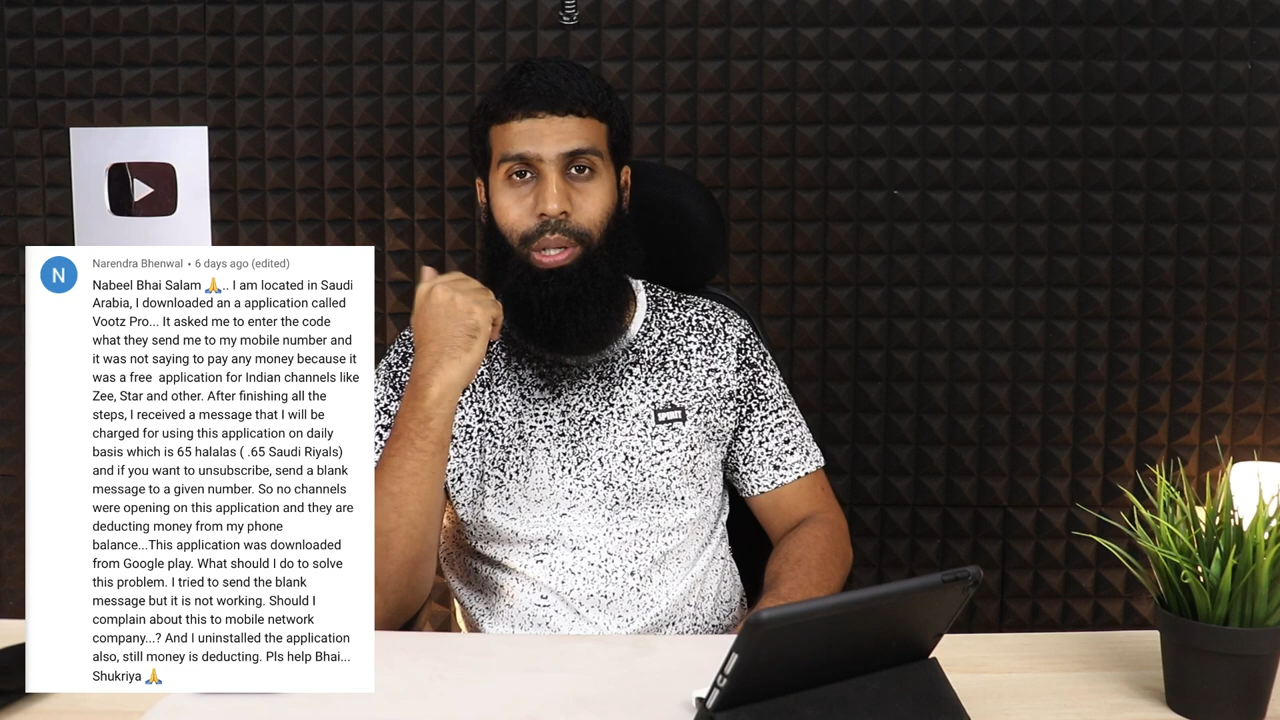 N
Narendra Bhenwal • 6 days ago (edited)
Nabeel Bhai Salam 🙏.. I am located in Saudi
Arabia, I downloaded an a application called
Vootz Pro... It asked me to enter the code
what they send me to my mobile number and
it was not saying to pay any money because it
was a free  application for Indian channels like
Zee, Star and other. After finishing all the
steps, I received a message that I will be
charged for using this application on daily
basis which is 65 halalas ( .65 Saudi Riyals)
and if you want to unsubscribe, send a blank
message to a given number. So no channels
were opening on this application and they are
deducting money from my phone
balance...This application was downloaded
from Google play. What should I do to solve
this problem. I tried to send the blank
message but it is not working. Should I
complain about this to mobile network
company...? And I uninstalled the application
also, still money is deducting. Pls help Bhai...
Shukriya 🙏
SPIRIT